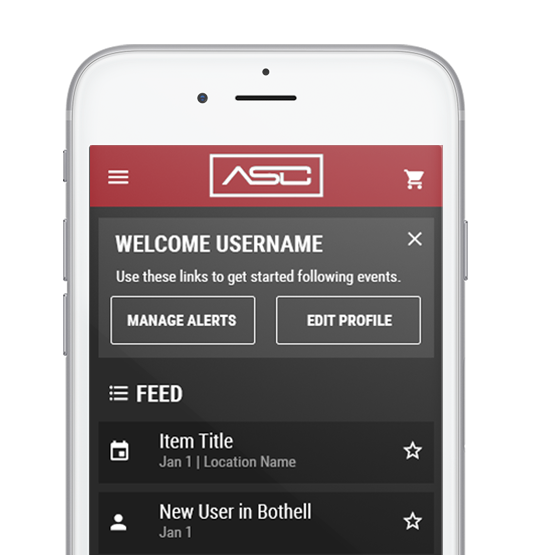 ASC
WELCOME USERNAME
Use these links to get started following events.
MANAGE ALERTS
EDIT PROFILE
FEED
Item Title
Jan 1 | Location Name
New User in Bothell
Jan 1